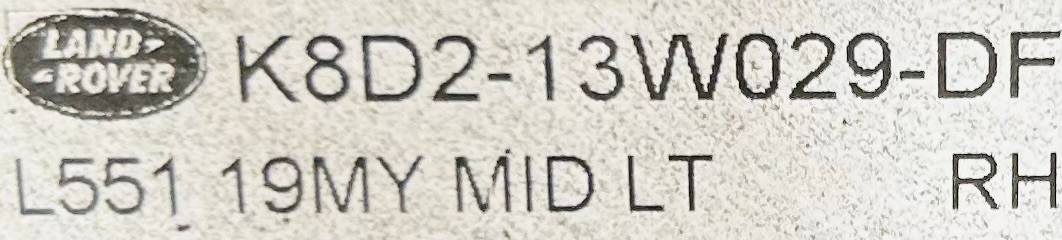 LAND-
-ROVER
K8D2-13W029-DF
L551 19MY MID LT RH